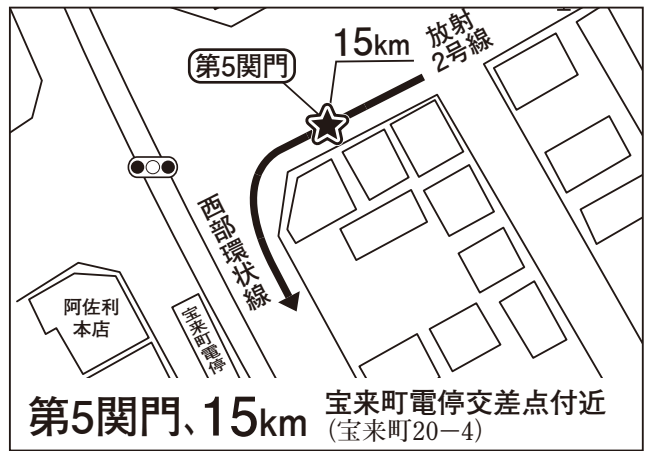 15km
放射
2号線
第5関門
西部環状線
阿佐利
本店
宝来町電停
第5関門、15km
宝来町電停交差点付近
(宝来町20−4)